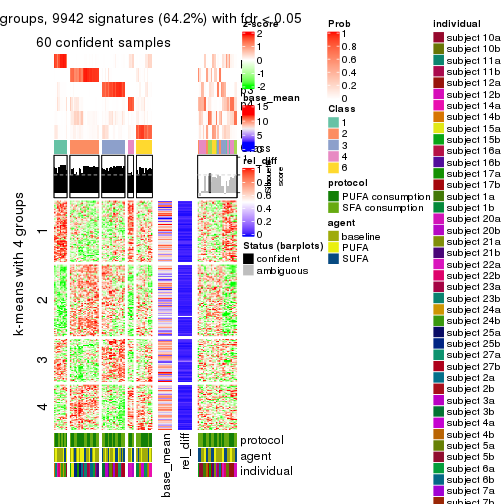 groups, 9942 signatures (64.2%) with fdr < 0.05
60 confident samples
z-score
2
1
0
-1
-2
base_mean
15
10
5
0
rel_diff
1
0.8
0.6
0.4
0.2
0
Silhouette
score
Status (barplots)
confident
ambiguous
Prob
1
0.8
0.6
0.4
0.2
0
Class
1
2
3
4
6
protocol
PUFA consumption
SFA consumption
agent
baseline
PUFA
SUFA
individual
subject 10a
subject 10b
subject 11a
subject 11b
subject 12a
subject 12b
subject 14a
subject 14b
subject 15a
subject 15b
subject 16a
subject 16b
subject 17a
subject 17b
subject 1a
subject 1b
subject 20a
subject 20b
subject 21a
subject 21b
subject 22a
subject 22b
subject 23a
subject 23b
subject 24a
subject 24b
subject 25a
subject 25b
subject 27a
subject 27b
subject 2a
subject 2b
subject 3a
subject 3b
subject 4a
subject 4b
subject 5a
subject 5b
subject 6a
subject 6b
subject 7a
subject 7b
k-means with 4 groups
1
2
3
4
base_mean
rel_diff
protocol
agent
individual